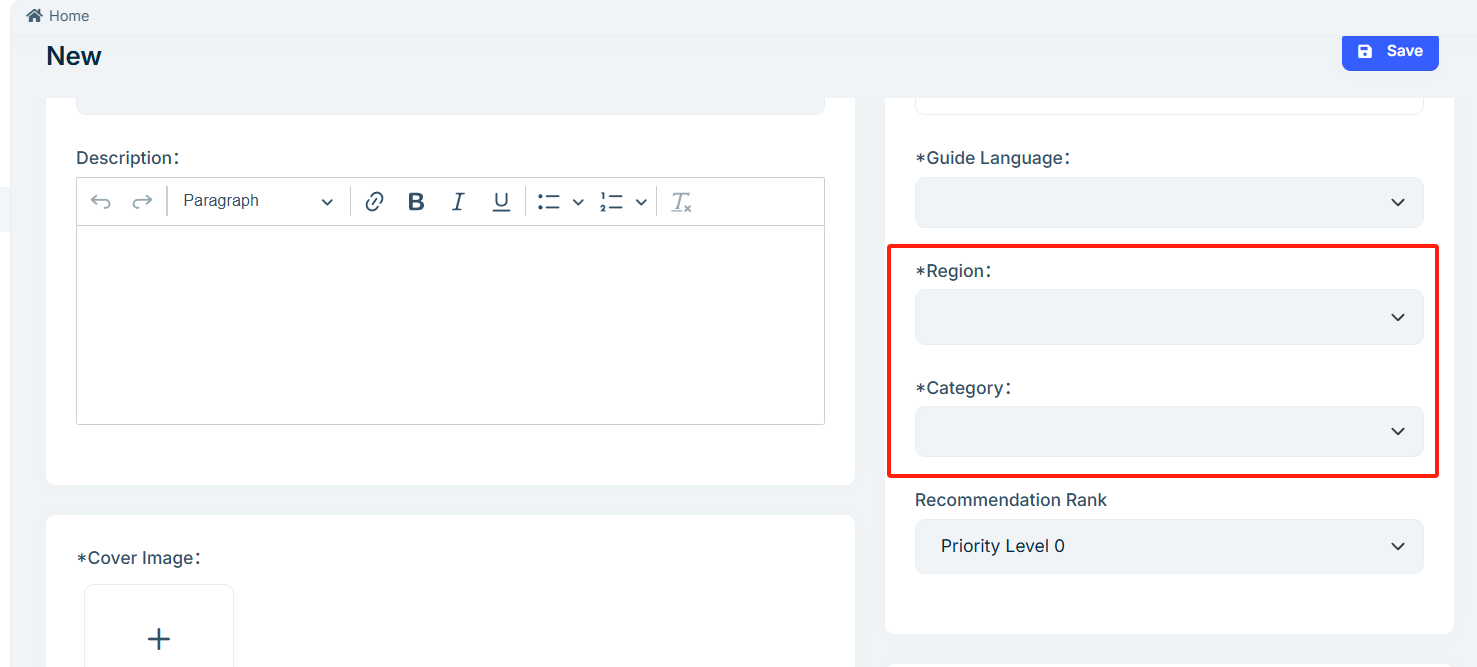 Home
New
Save
Description：
Paragraph
*Cover Image：
*Guide Language：
*Region：
*Category：
Recommendation Rank
Priority Level 0